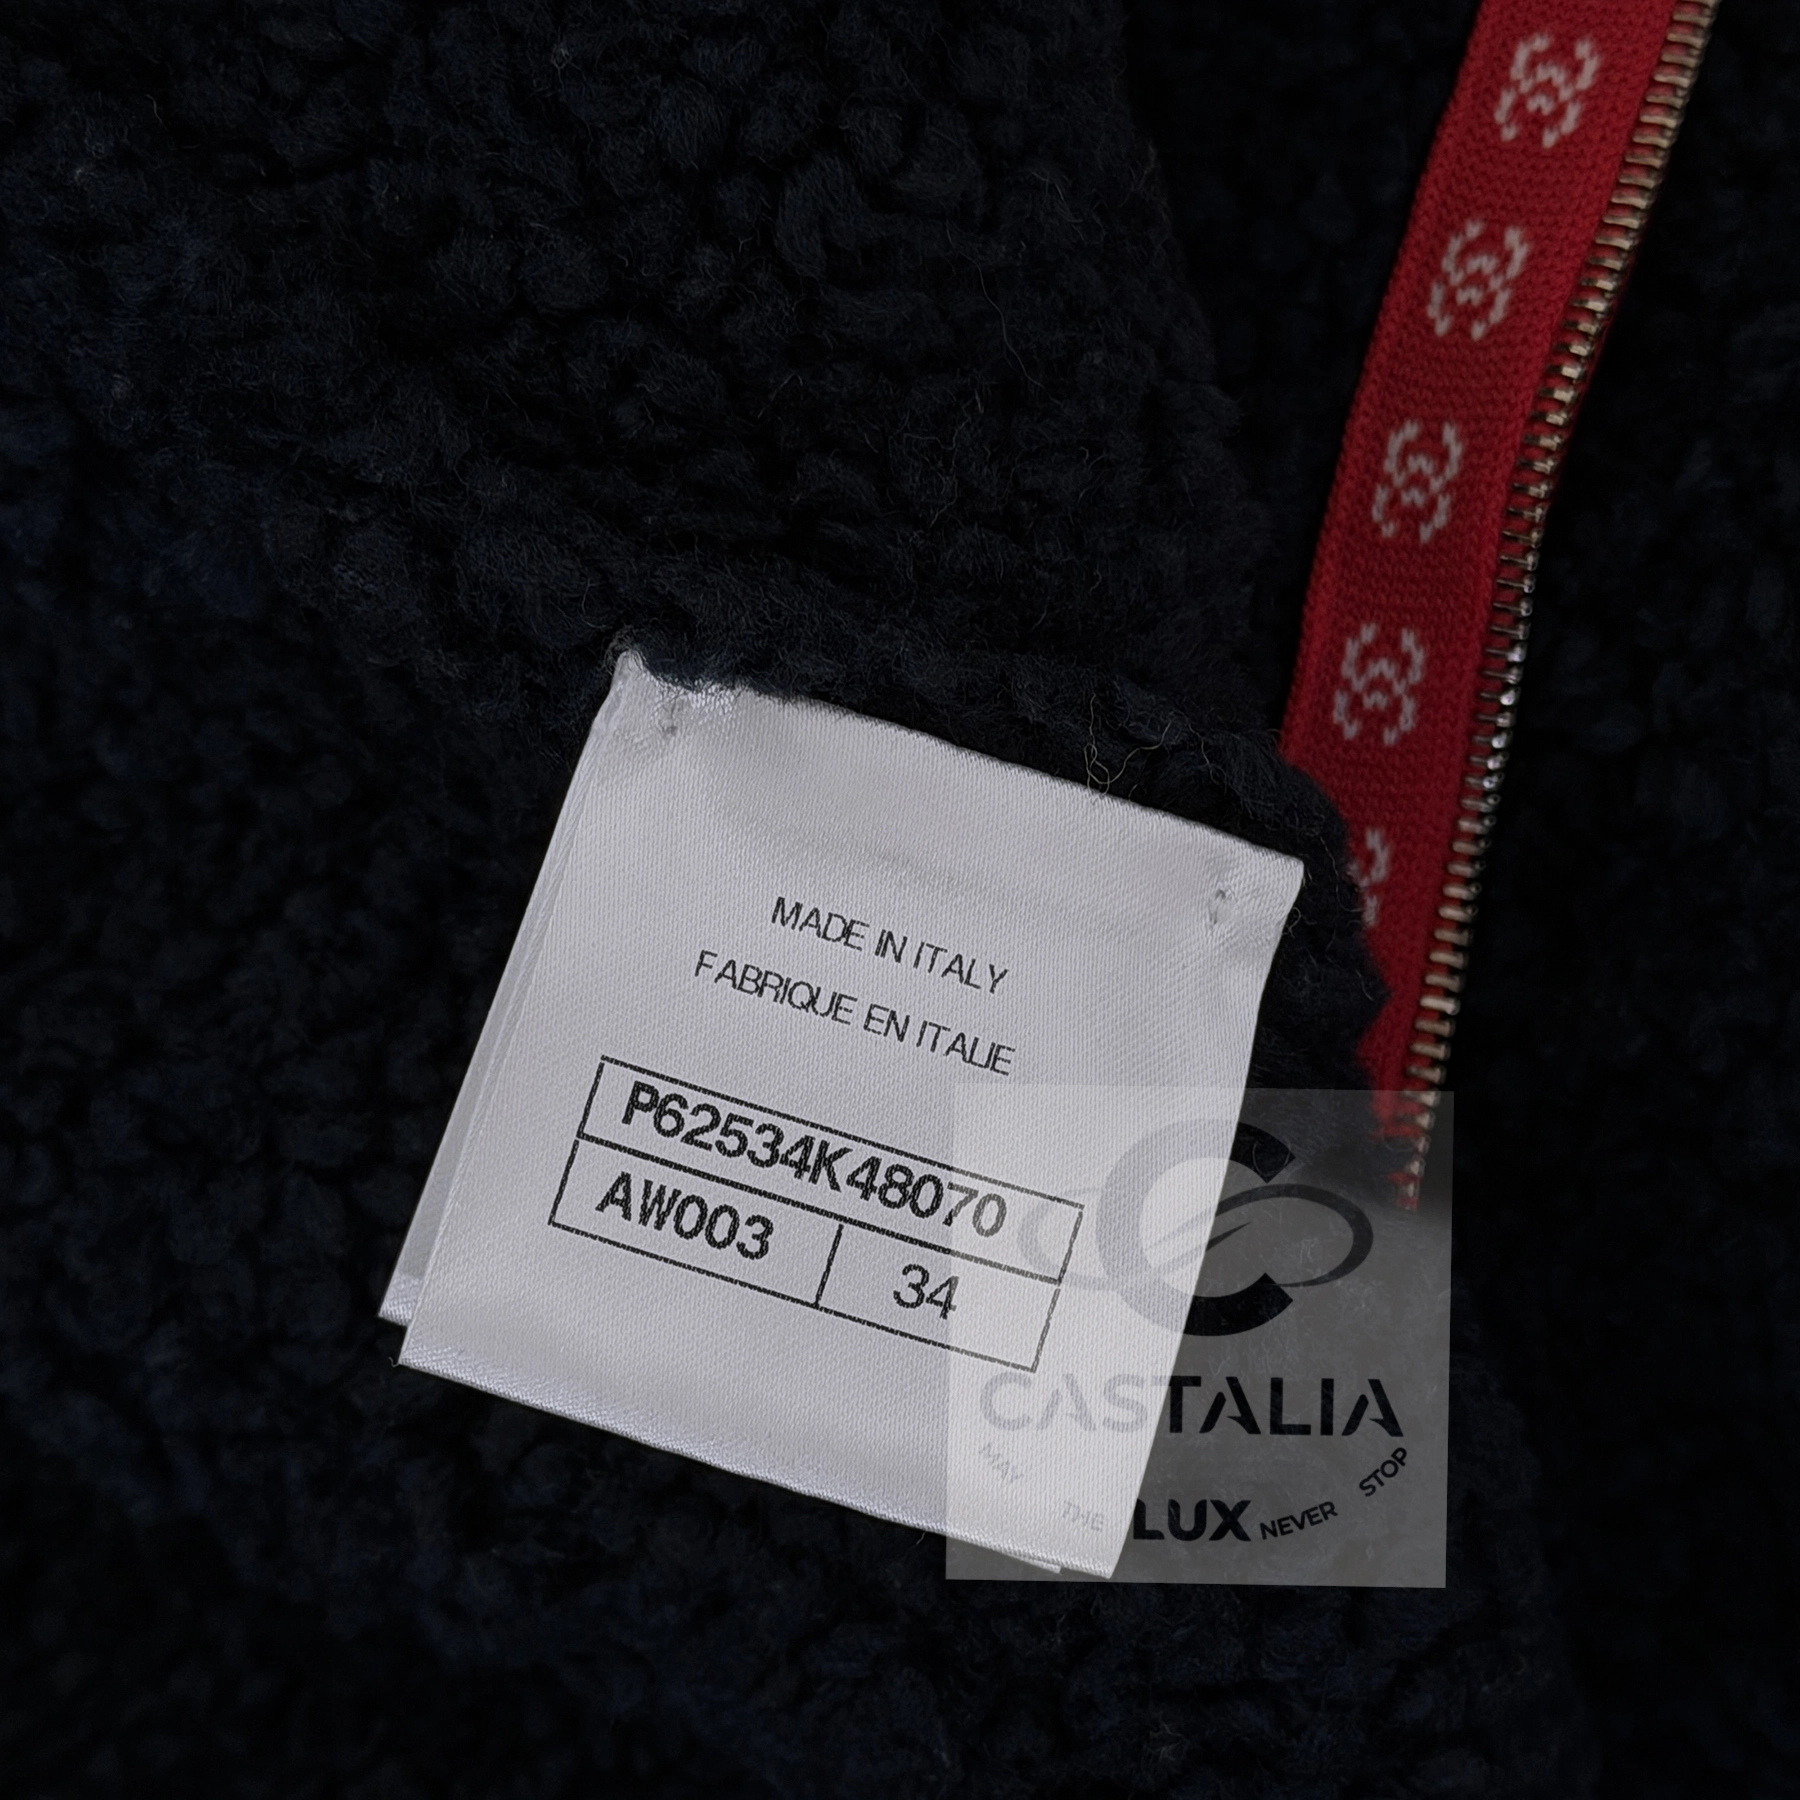 MADE IN ITALY
FABRIQUE EN ITALIE
P62534K48070
AW003
34
CASTALIA
MAY THE LUX NEVER STOP